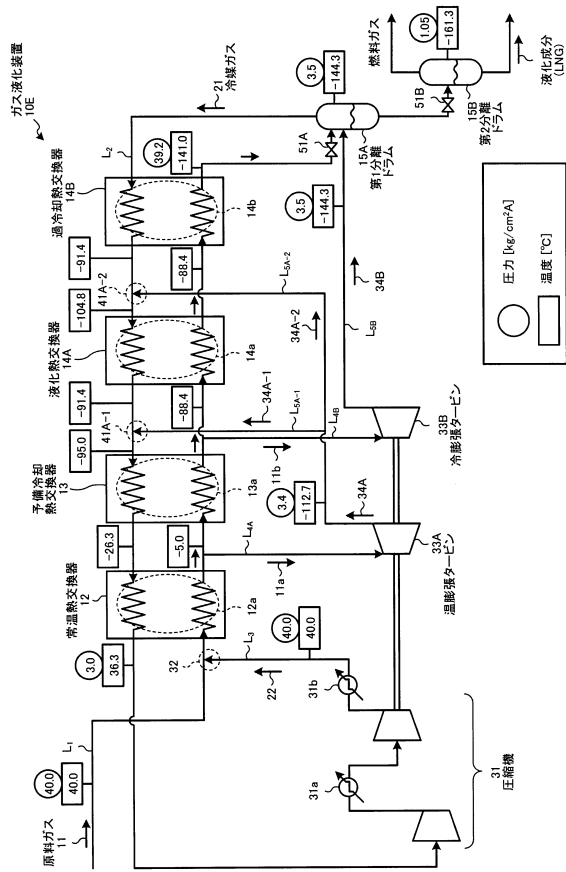 ガス液化装置
10E
原料ガス
11
L1
40.0
40.0
3.0
36.3
常温熱交換器
12
12a
-26.3
-5.0
予備冷却
熱交換器
13
13a
-95.0
-91.4
41A-1
-88.4
液化熱交換器
14A
14a
-104.8
-91.4
41A-2
-88.4
過冷却熱交換器
14B
14b
L2
39.2
-141.0
21
冷媒ガス
3.5
-144.3
51A
15A
第1分離
ドラム
燃料ガス
1.05
-161.3
51B
15B
第2分離
ドラム
液化成分
(LNG)
32
L3
22
40.0
40.0
L4A
11a
11b
L4B
L5A-1
34A-1
L5A-2
34A-2
3.4
-112.7
34A
3.5
-144.3
34B
L5B
31a
31b
31
圧縮機
33A
温膨張タービン
33B
冷膨張タービン
圧力 [kg/cm2A]
温度 [℃]